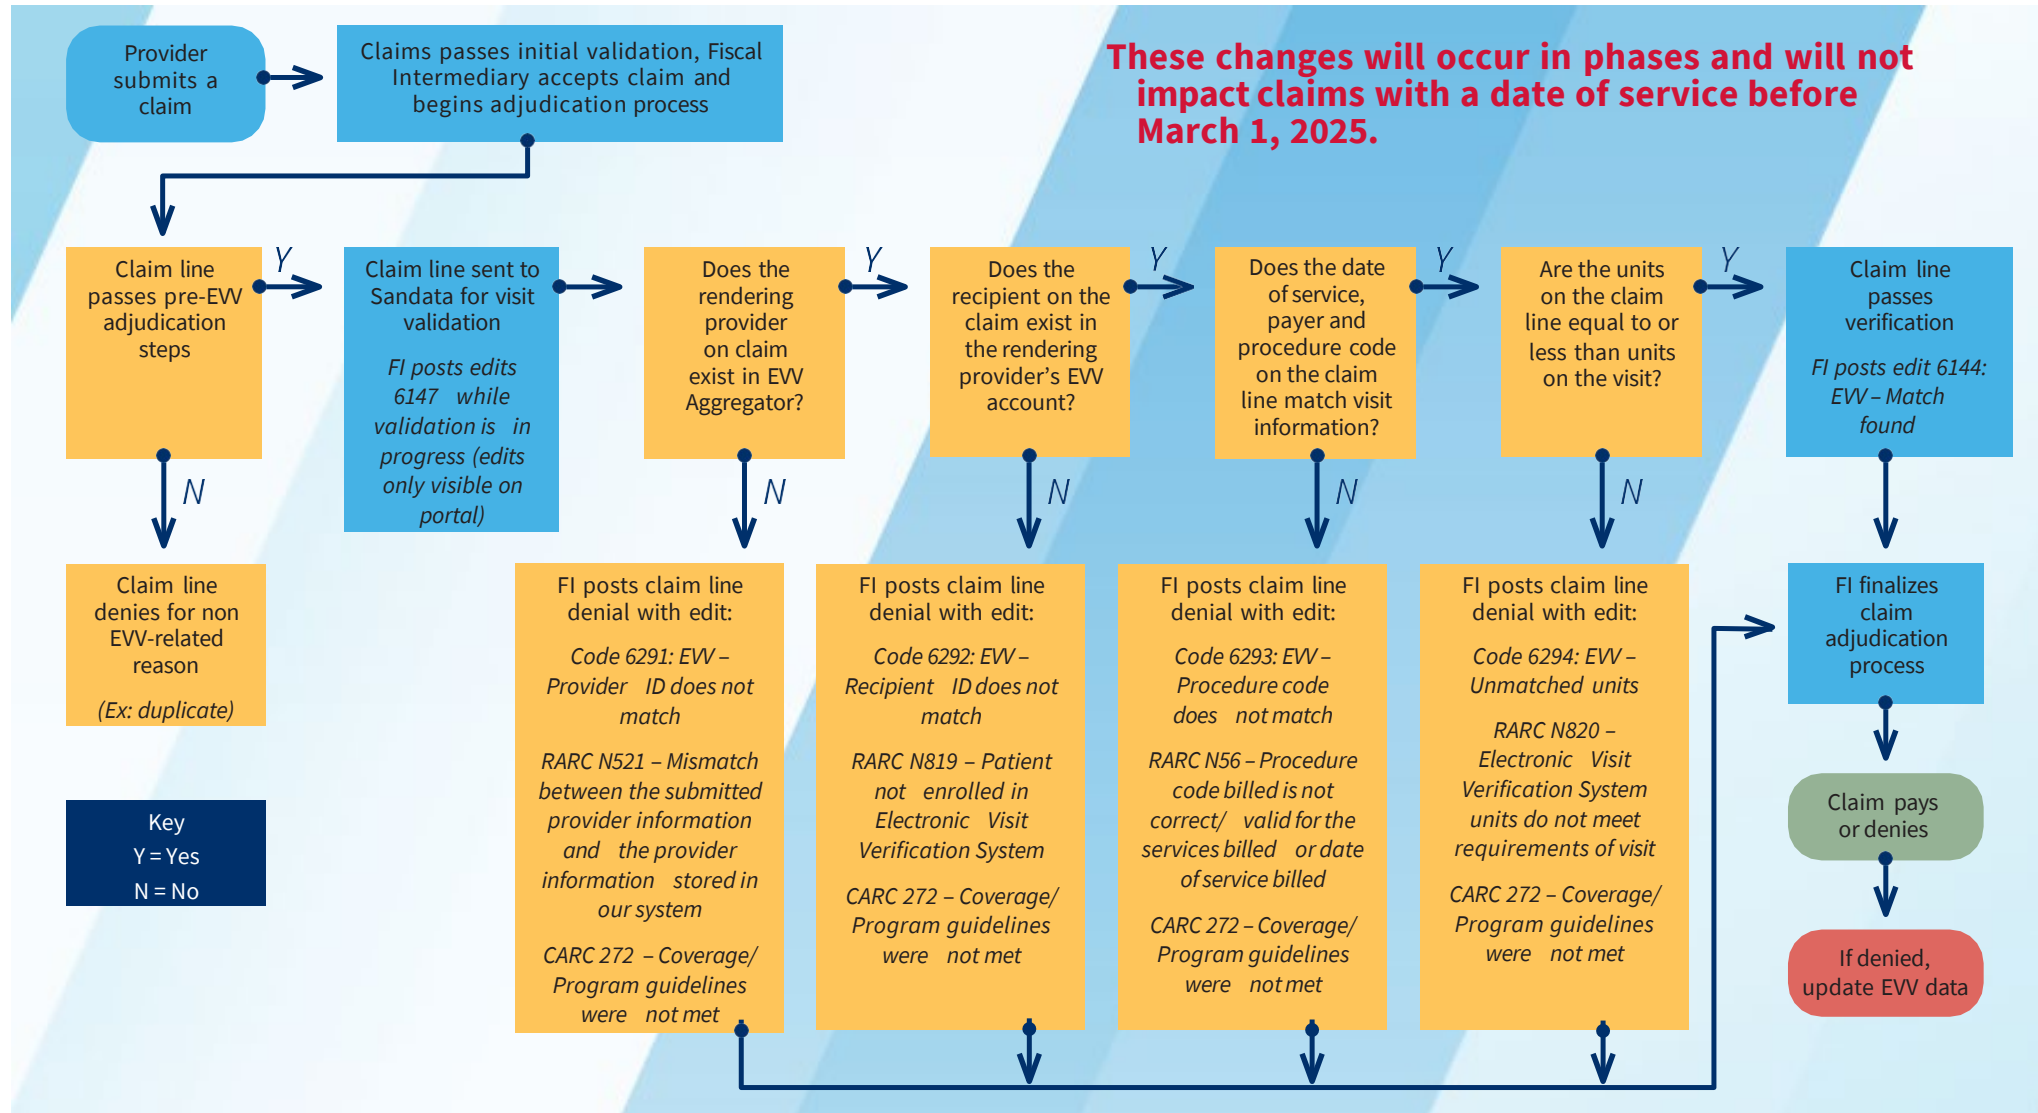 Provider
submits a
claim
Claims passes initial validation, Fiscal
Intermediary accepts claim and
begins adjudication process
These changes will occur in phases and will not
impact claims with a date of service before
March 1, 2025.
Claim line
passes pre-EVV
adjudication
steps
Y
Claim line sent to
Sandata for visit
validation
FI posts edits
6147 while
validation is in
progress (edits
only visible on
portal)
Does the
rendering
provider
on claim
exist in EVV
Aggregator?
Y
Does the
recipient on the
claim exist in
the rendering
provider's EVV
account?
Y
Does the date
of service,
payer and
procedure code
on the claim
line match visit
information?
Y
Are the units
on the claim
line equal to or
less than units
on the visit?
Y
Claim line
passes
verification
FI posts edit 6144:
EVV – Match
found
N
N
N
N
N
Claim line
denies for non
EVV-related
reason
(Ex: duplicate)
FI posts claim line
denial with edit:
Code 6291: EVV –
Provider ID does not
match
RARC N521 – Mismatch
between the submitted
provider information
and the provider
information stored in
our system
CARC 272 – Coverage/
Program guidelines
were not met
FI posts claim line
denial with edit:
Code 6292: EVV –
Recipient ID does not
match
RARC N819 – Patient
not enrolled in
Electronic Visit
Verification System
CARC 272 – Coverage/
Program guidelines
were not met
FI posts claim line
denial with edit:
Code 6293: EVV –
Procedure code
does not match
RARC N56 – Procedure
code billed is not
correct/ valid for the
services billed or date
of service billed
CARC 272 – Coverage/
Program guidelines
were not met
FI posts claim line
denial with edit:
Code 6294: EVV –
Unmatched units
RARC N820 –
Electronic Visit
Verification System
units do not meet
requirements of visit
CARC 272 – Coverage/
Program guidelines
were not met
FI finalizes
claim
adjudication
process
Claim pays
or denies
If denied,
update EVV data
Key
Y = Yes
N = No